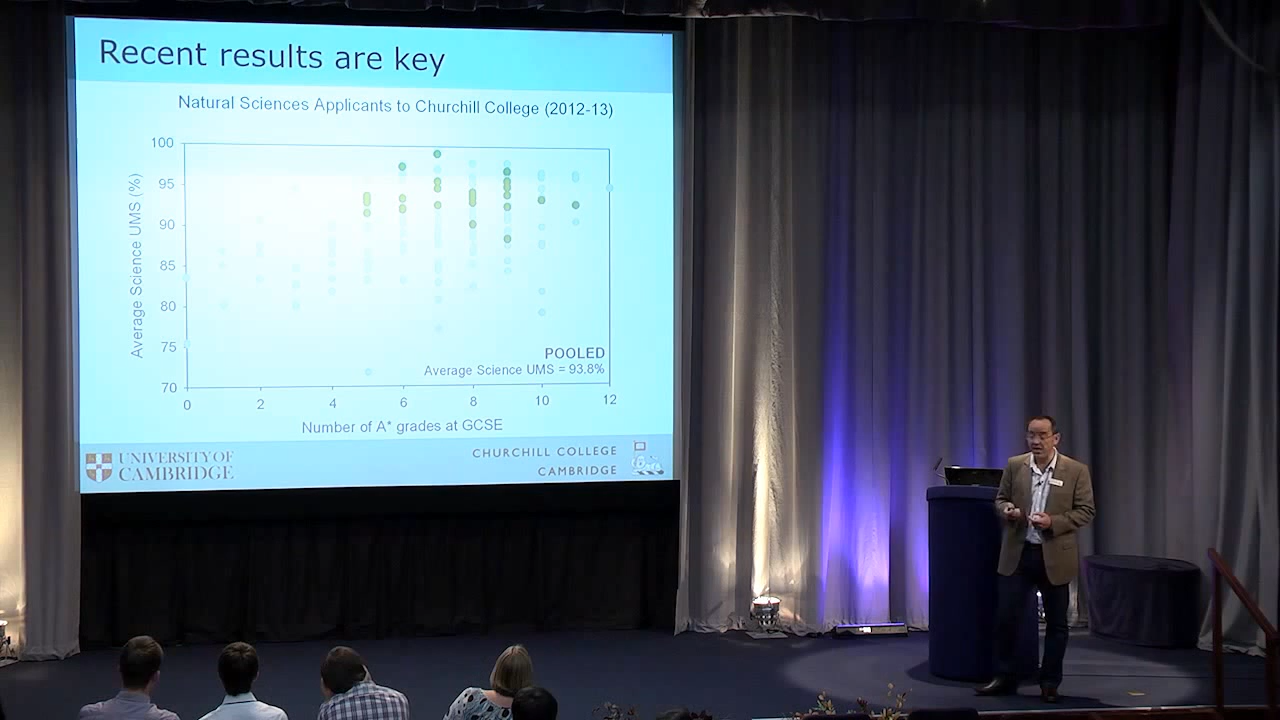 Recent results are key
Natural Sciences Applicants to Churchill College (2012-13)
Average Science UMS (%)
100
95
90
85
80
75
70
POOLED
Average Science UMS = 93.8%
0 2 4 6 8 10 12
Number of A* grades at GCSE
UNIVERSITY OF
CAMBRIDGE
CHURCHILL COLLEGE
CAMBRIDGE